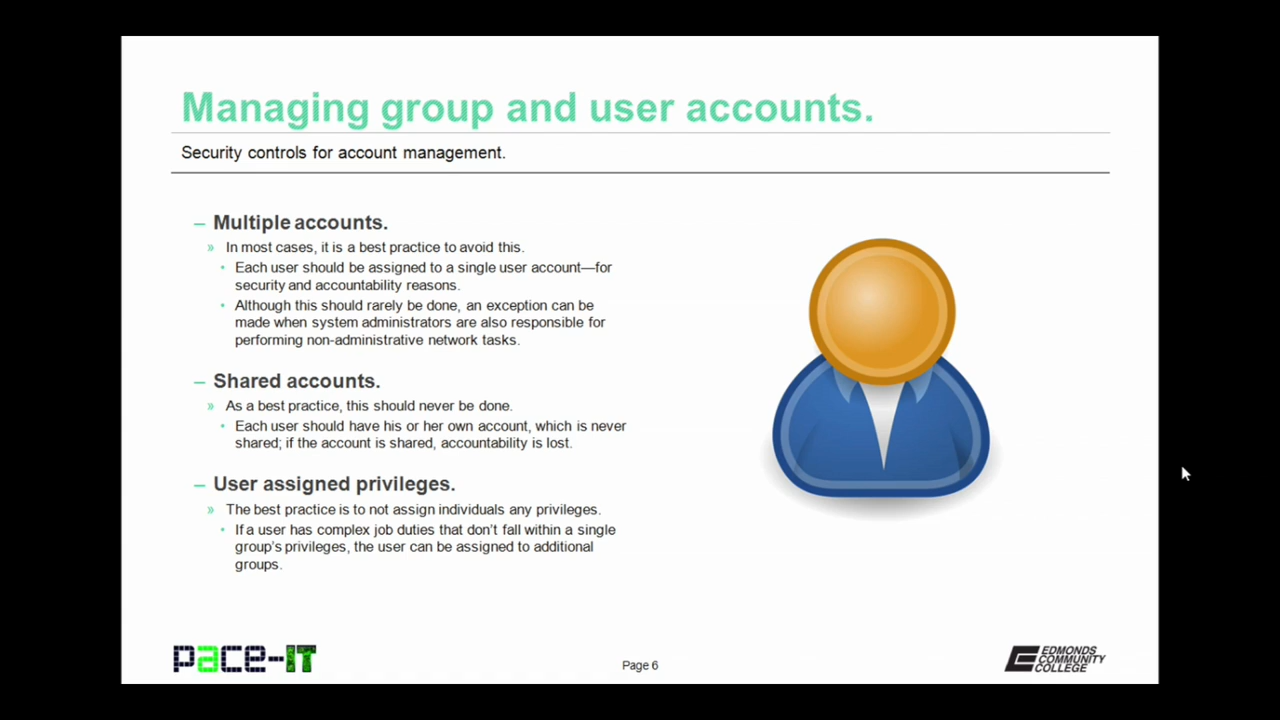 Managing group and user accounts.
Security controls for account management.
– Multiple accounts.
» In most cases, it is a best practice to avoid this.
• Each user should be assigned to a single user account—for
security and accountability reasons.
• Although this should rarely be done, an exception can be
made when system administrators are also responsible for
performing non-administrative network tasks.
– Shared accounts.
» As a best practice, this should never be done.
• Each user should have his or her own account, which is never
shared; if the account is shared, accountability is lost.
– User assigned privileges.
» The best practice is to not assign individuals any privileges.
• If a user has complex job duties that don't fall within a single
group's privileges, the user can be assigned to additional
groups.
pace-IT
Page 6
EDMONDS
COMMUNITY
COLLEGE